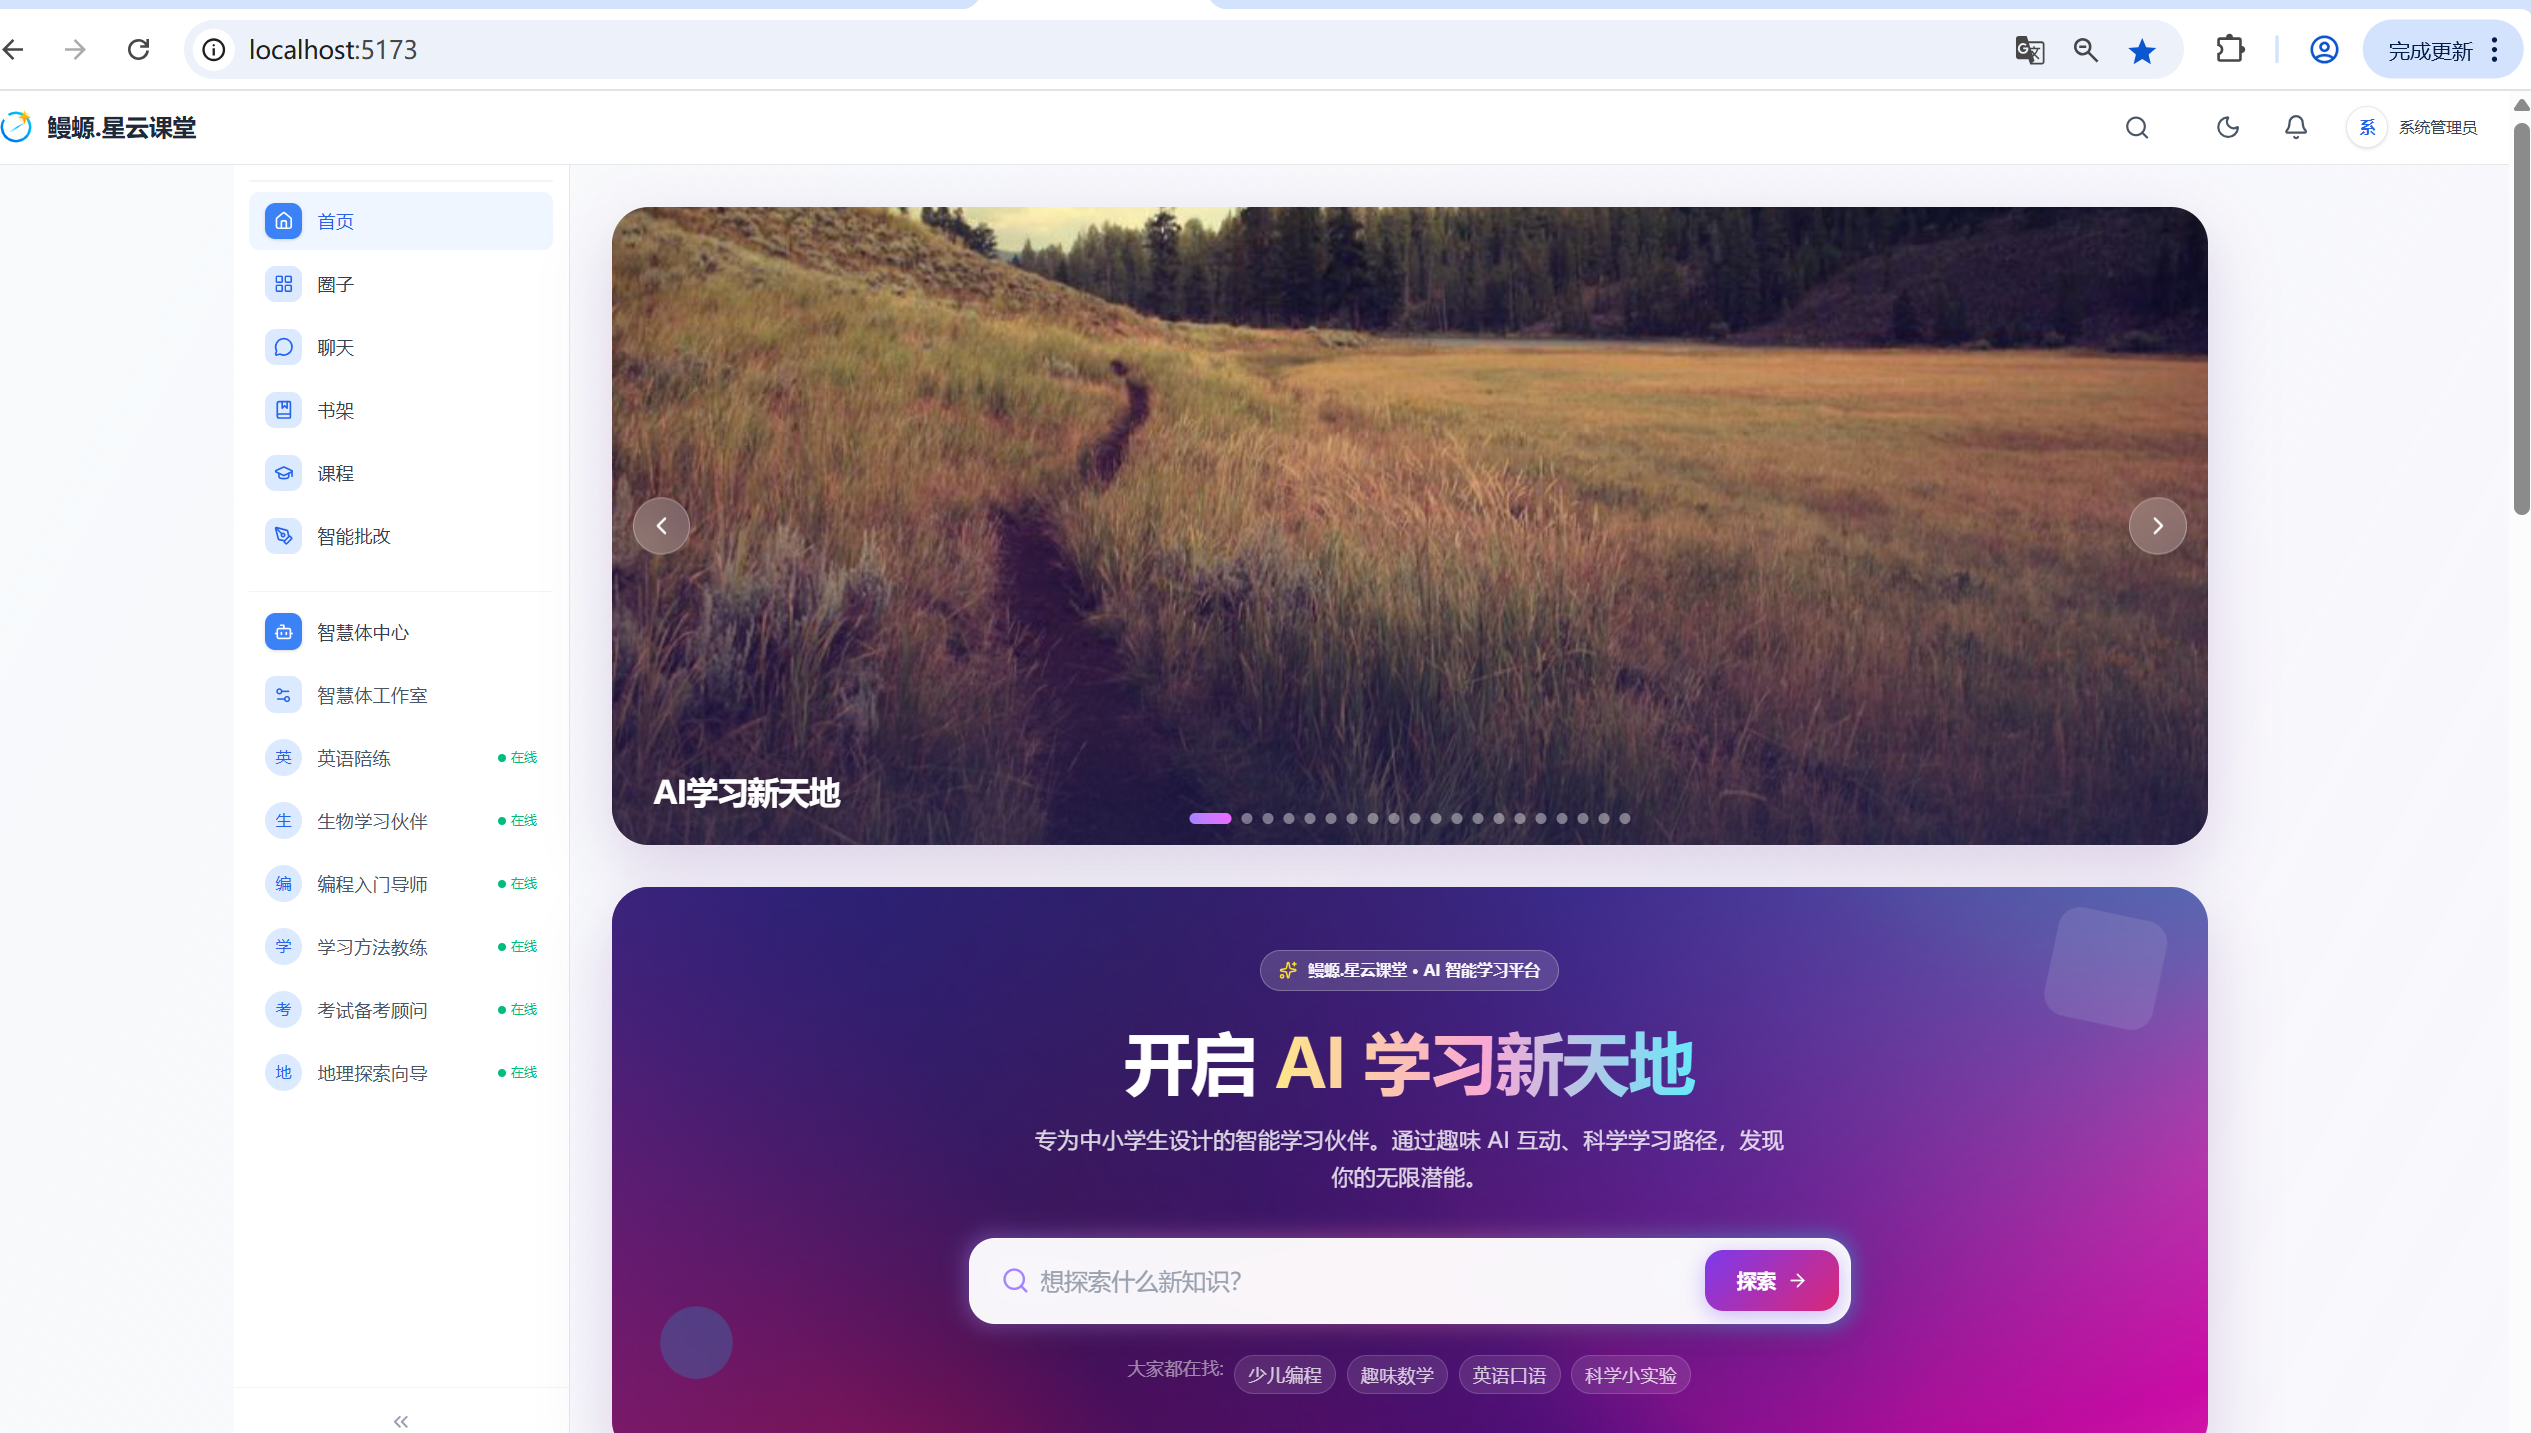 localhost:5173
完成更新
鳗螈.星云课堂
系 系统管理员
首页
圈子
聊天
书架
课程
智能批改
智慧体中心
智慧体工作室
英 英语陪练 在线
生 生物学习伙伴 在线
编 编程入门导师 在线
学 学习方法教练 在线
考 考试备考顾问 在线
地 地理探索向导 在线
AI学习新天地
鳗螈.星云课堂 • AI 智能学习平台
开启 AI 学习新天地
专为中小学生设计的智能学习伙伴。通过趣味 AI 互动、科学学习路径，发现
你的无限潜能。
想探索什么新知识？
探索
大家都在找: 少儿编程 趣味数学 英语口语 科学小实验